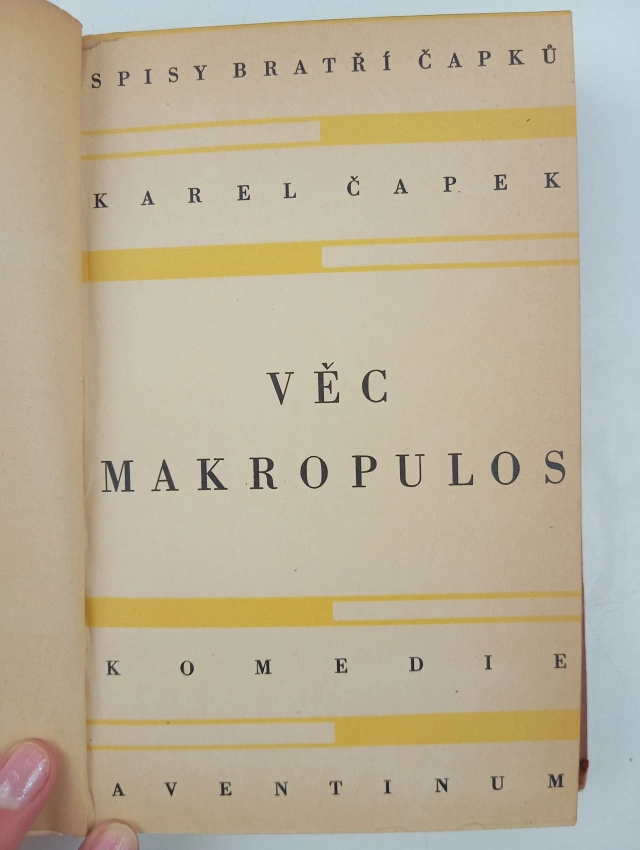 SPISY BRATŘÍ ČAPKŮ
KAREL ČAPEK
VĚC
MAKROPULOS
KOMEDIE
AVENTINUM